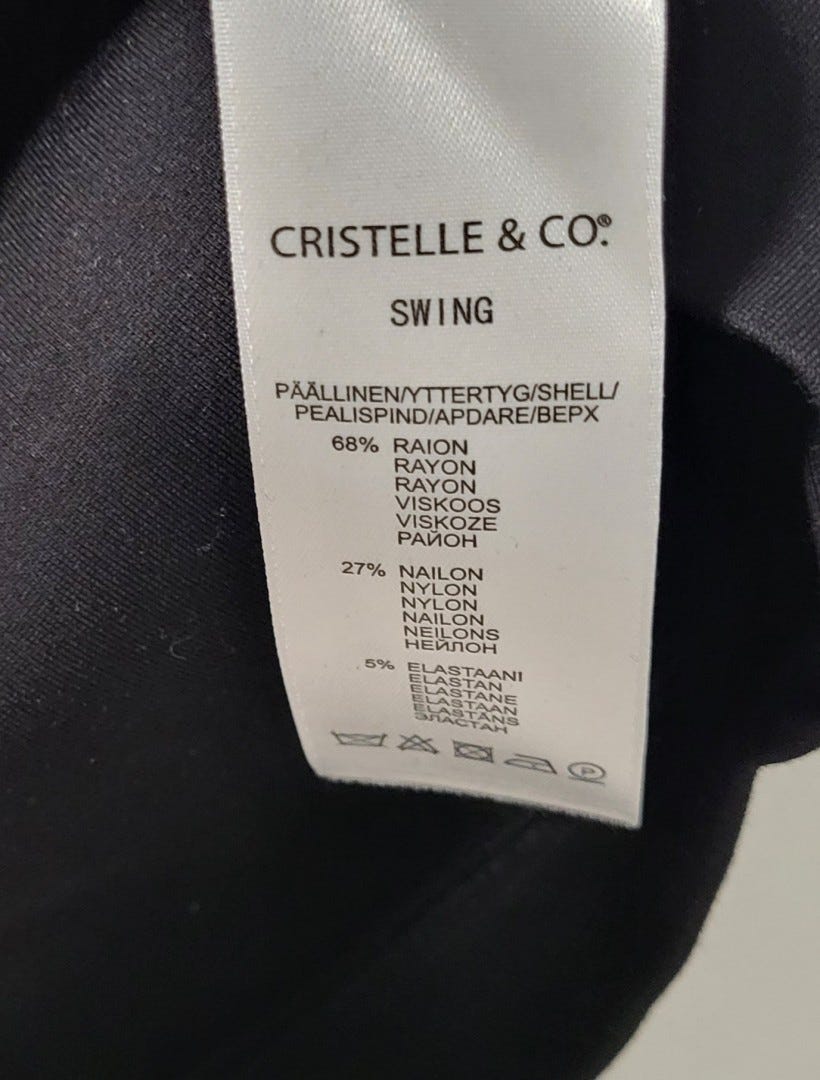 CRISTELLE & CO.®
SWING
PÄÄLLINEN/YTTERTYG/SHELL/
PEALISPIND/APDARE/ВЕРХ
68% RAION
RAYON
RAYON
VISKOOS
VISKOZE
РАЙОН
27% NAILON
NYLON
NYLON
NAILON
NEILONS
НЕЙЛОН
5% ELASTAANI
ELASTAN
ELASTANE
ELASTAAN
ELASTĀNS
ЭЛАСТАН
P